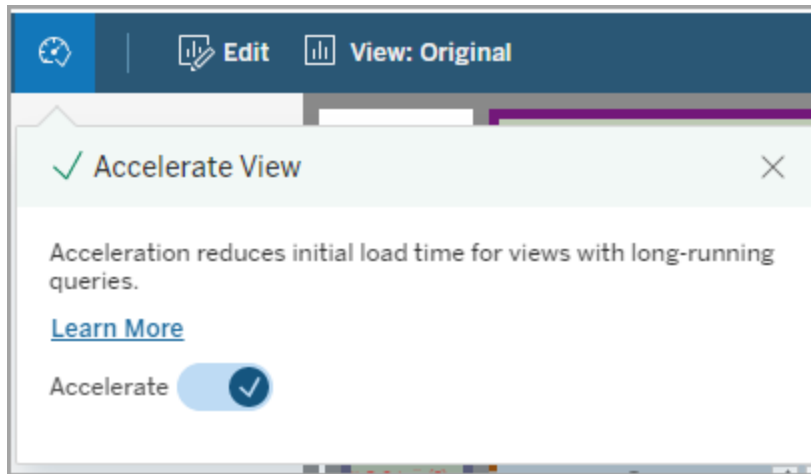 Edit View: Original
Accelerate View
Acceleration reduces initial load time for views with long-running
queries.
Learn More
Accelerate